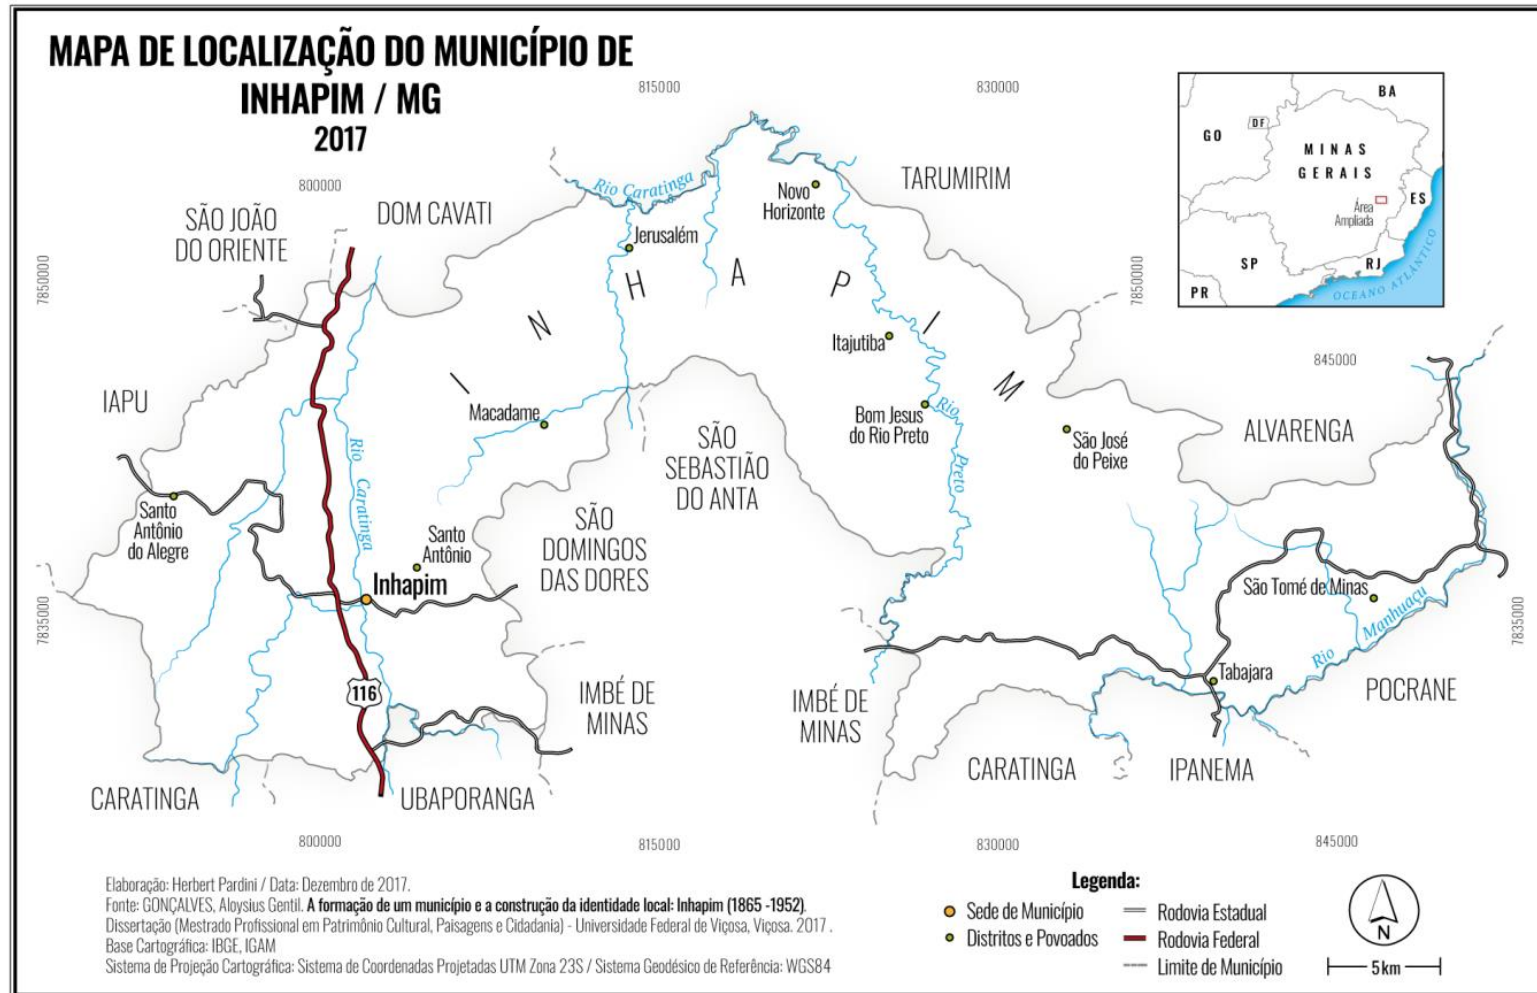 MAPA DE LOCALIZAÇÃO DO MUNICÍPIO DE
INHAPIM / MG
2017
815000
830000
800000
BA
GO
DF
MINAS
GERAIS
ES
Área
Ampliada
SP
RJ
PR
OCEANO ATLÂNTICO
TARUMIRIM
Rio Caratinga
Novo
Horizonte
SÃO JOÃO
DO ORIENTE
DOM CAVATI
Jerusalém
7850000
7850000
I N H A P I M
Itajutiba
845000
IAPU
Macadame
Bom Jesus
do Rio Preto
Rio
Preto
São José
do Peixe
ALVARENGA
SÃO
SEBASTIÃO
DO ANTA
Rio
Caratinga
Santo
Antônio
do Alegre
Santo
Antônio
SÃO
DOMINGOS
DAS DORES
Inhapim
São Tomé de Minas
7835000
7835000
Rio Manhuaçu
116
Tabajara
IMBÉ DE
MINAS
IMBÉ DE
MINAS
POCRANE
CARATINGA
UBAPORANGA
CARATINGA
IPANEMA
800000
815000
830000
845000
Elaboração: Herbert Pardini / Data: Dezembro de 2017.
Fonte: GONÇALVES, Aloysius Gentil. A formação de um município e a construção da identidade local: Inhapim (1865 -1952).
Dissertação (Mestrado Profissional em Patrimônio Cultural, Paisagens e Cidadania) - Universidade Federal de Viçosa, Viçosa. 2017 .
Base Cartográfica: IBGE, IGAM
Sistema de Projeção Cartográfica: Sistema de Coordenadas Projetadas UTM Zona 23S / Sistema Geodésico de Referência: WGS84
Legenda:
Sede de Município
Distritos e Povoados
Rodovia Estadual
Rodovia Federal
Limite de Município
N
5km